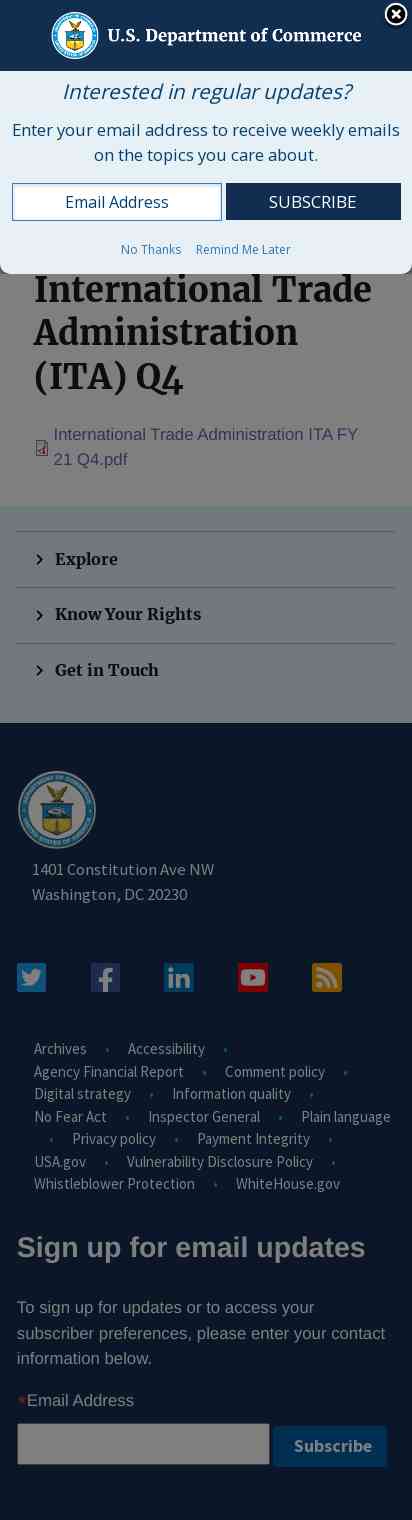 U.S. Department of Commerce
Interested in regular updates?
Enter your email address to receive weekly emails
on the topics you care about.
Email Address
SUBSCRIBE
No Thanks
Remind Me Later
International Trade
Administration
(ITA) Q4
International Trade Administration ITA FY
21 Q4.pdf
Explore
Know Your Rights
Get in Touch
1401 Constitution Ave NW
Washington, DC 20230
Archives • Accessibility •
Agency Financial Report • Comment policy •
Digital strategy • Information quality •
No Fear Act • Inspector General • Plain language
• Privacy policy • Payment Integrity •
USA.gov • Vulnerability Disclosure Policy •
Whistleblower Protection • WhiteHouse.gov
Sign up for email updates
To sign up for updates or to access your
subscriber preferences, please enter your contact
information below.
*Email Address
Subscribe